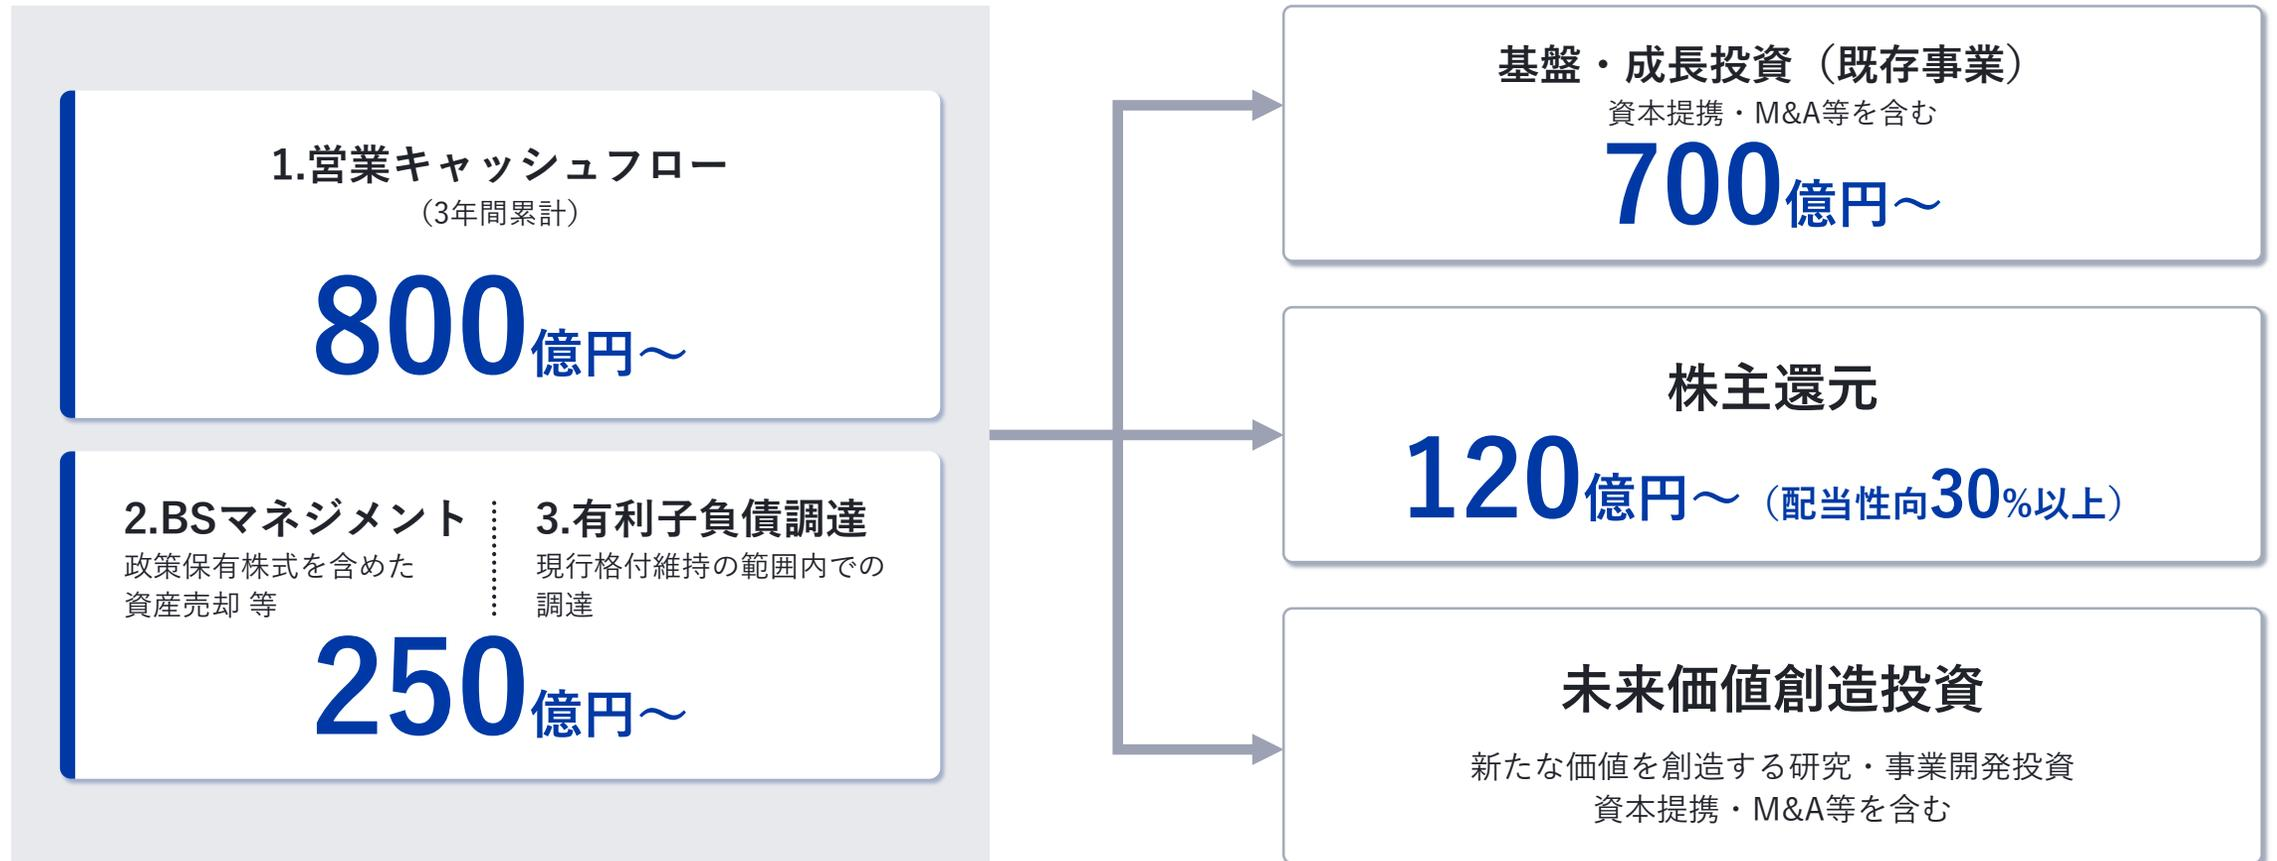 1.営業キャッシュフロー
（3年間累計）
800億円～
2.BSマネジメント
政策保有株式を含めた
資産売却 等
3.有利子負債調達
現行格付維持の範囲内での
調達
250億円～
基盤・成長投資（既存事業）
資本提携・M&A等を含む
700億円～
株主還元
120億円～（配当性向30%以上）
未来価値創造投資
新たな価値を創造する研究・事業開発投資
資本提携・M&A等を含む